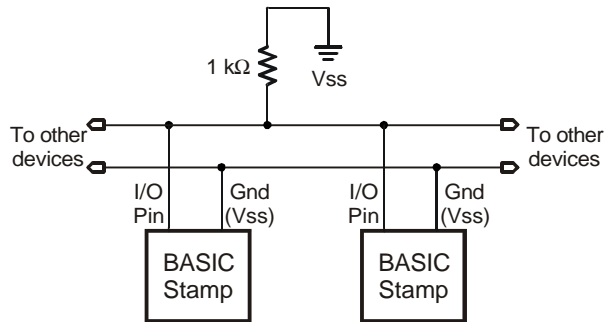 1 kΩ
Vss
To other
devices
To other
devices
I/O
Pin
Gnd
(Vss)
I/O
Pin
Gnd
(Vss)
BASIC
Stamp
BASIC
Stamp